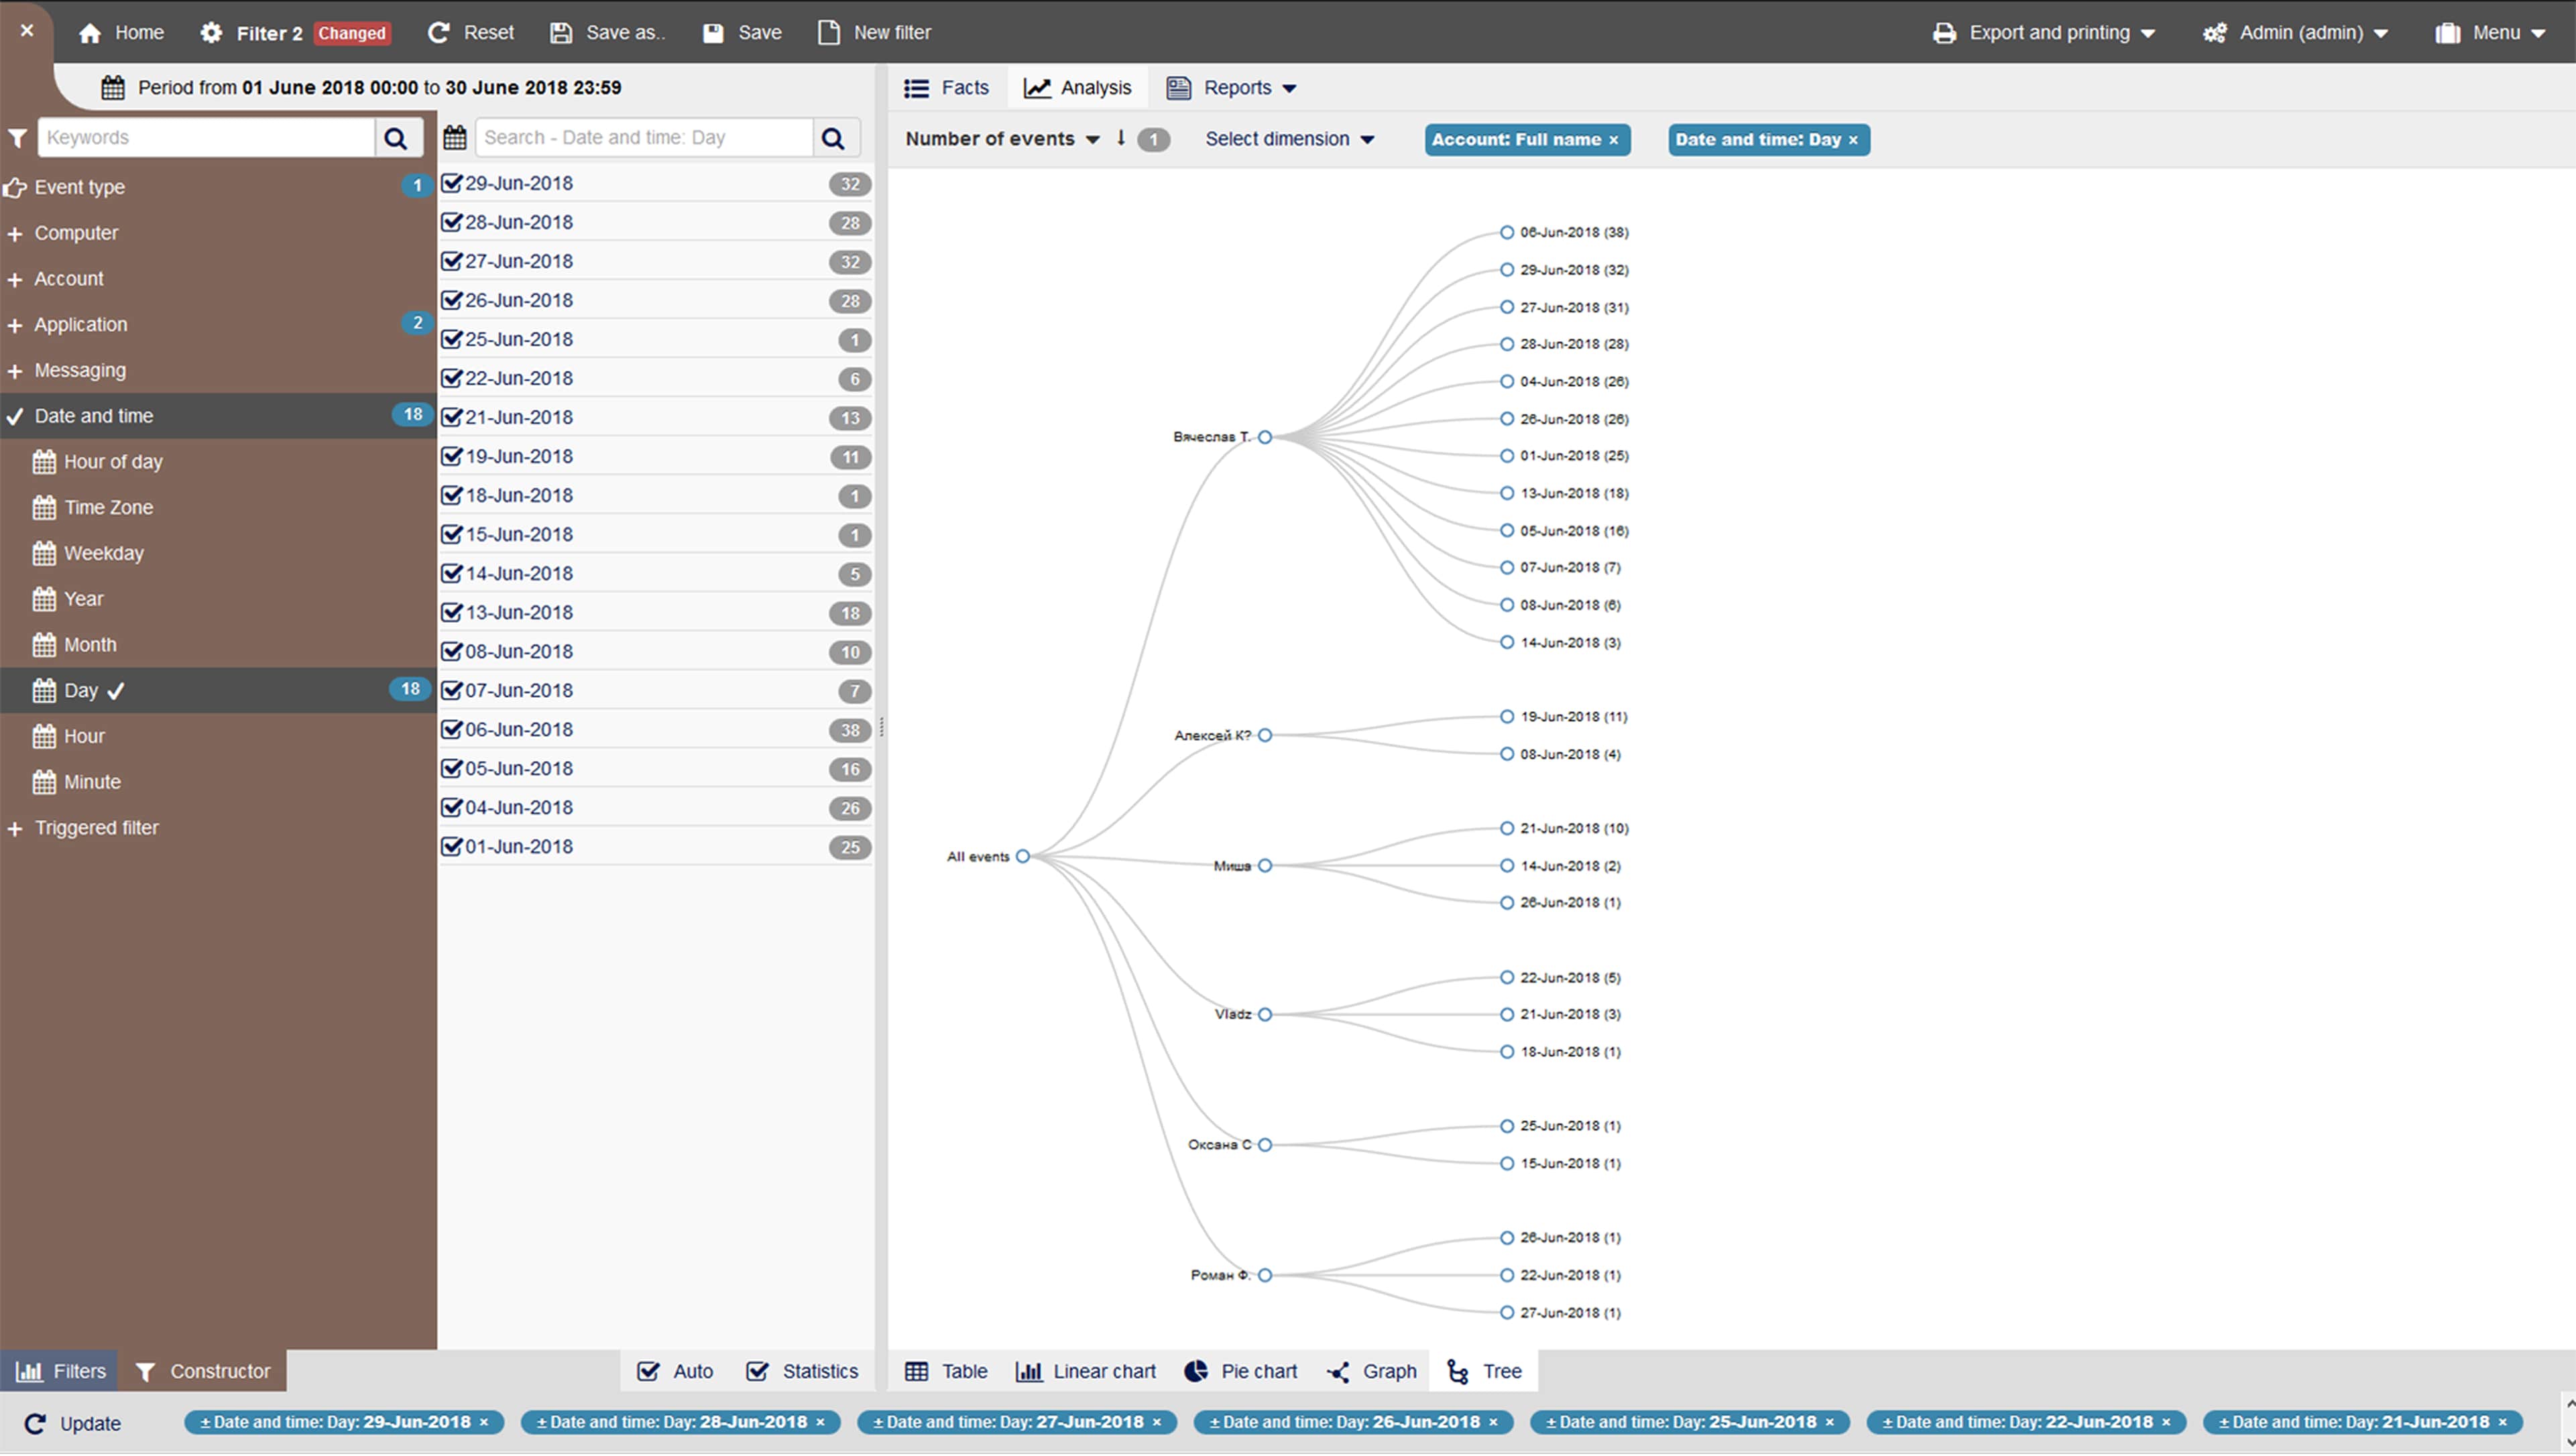 × Home Filter 2 Changed Reset Save as.. Save New filter Export and printing Admin (admin) Menu
Period from 01 June 2018 00:00 to 30 June 2018 23:59
Facts Analysis Reports
Keywords
Search - Date and time: Day
Number of events 1 Select dimension Account: Full name × Date and time: Day ×
Event type 1
+ Computer
+ Account
+ Application 2
+ Messaging
Date and time 18
Hour of day
Time Zone
Weekday
Year
Month
Day 18
Hour
Minute
+ Triggered filter
29-Jun-2018 32
28-Jun-2018 28
27-Jun-2018 32
26-Jun-2018 28
25-Jun-2018 1
22-Jun-2018 6
21-Jun-2018 13
19-Jun-2018 11
18-Jun-2018 1
15-Jun-2018 1
14-Jun-2018 5
13-Jun-2018 18
08-Jun-2018 10
07-Jun-2018 7
06-Jun-2018 38
05-Jun-2018 16
04-Jun-2018 26
01-Jun-2018 25
All events
Вячеслав Т.
06-Jun-2018 (38)
29-Jun-2018 (32)
27-Jun-2018 (31)
28-Jun-2018 (28)
04-Jun-2018 (26)
26-Jun-2018 (26)
01-Jun-2018 (25)
13-Jun-2018 (18)
05-Jun-2018 (16)
07-Jun-2018 (7)
08-Jun-2018 (6)
14-Jun-2018 (3)
Алексей К?
19-Jun-2018 (11)
08-Jun-2018 (4)
Миша
21-Jun-2018 (10)
14-Jun-2018 (2)
26-Jun-2018 (1)
Vladz
22-Jun-2018 (5)
21-Jun-2018 (3)
18-Jun-2018 (1)
Оксана С
25-Jun-2018 (1)
15-Jun-2018 (1)
Роман Ф.
26-Jun-2018 (1)
22-Jun-2018 (1)
27-Jun-2018 (1)
Filters Constructor Auto Statistics Table Linear chart Pie chart Graph Tree
Update ± Date and time: Day: 29-Jun-2018 × ± Date and time: Day: 28-Jun-2018 × ± Date and time: Day: 27-Jun-2018 × ± Date and time: Day: 26-Jun-2018 × ± Date and time: Day: 25-Jun-2018 × ± Date and time: Day: 22-Jun-2018 × ± Date and time: Day: 21-Jun-2018 ×